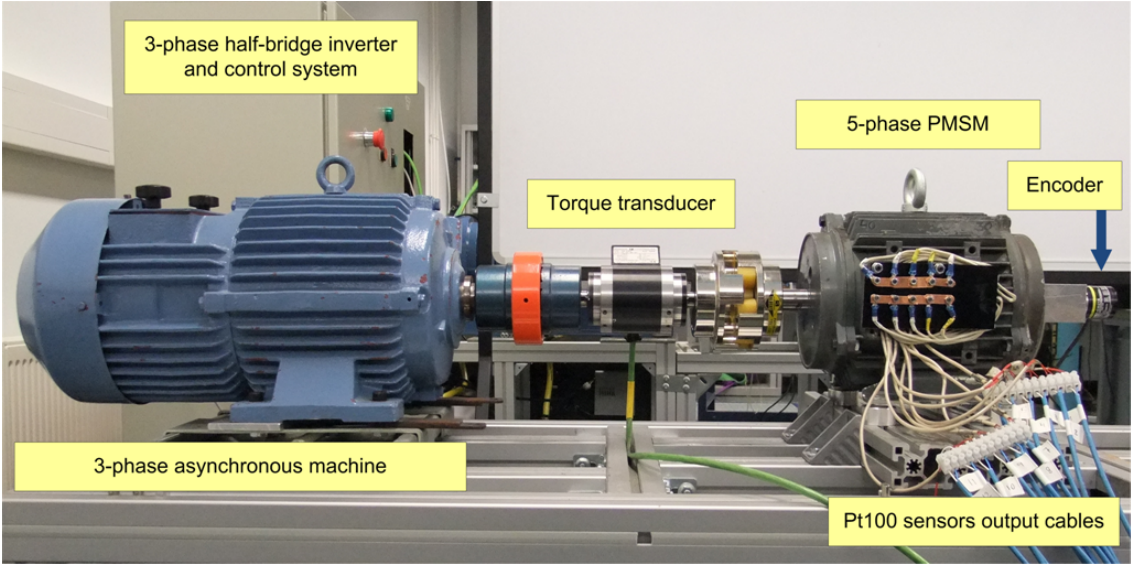 3-phase half-bridge inverter
and control system
5-phase PMSM
Encoder
Torque transducer
3-phase asynchronous machine
Pt100 sensors output cables